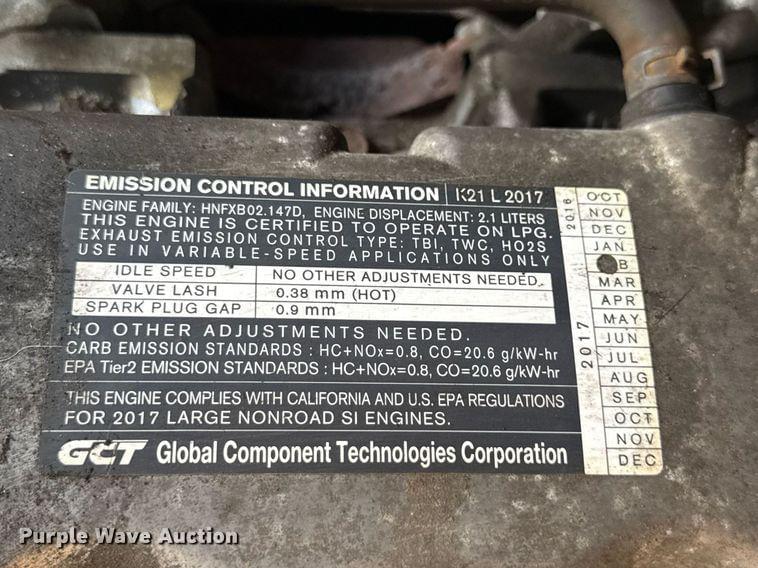 EMISSION CONTROL INFORMATION K21 L 2017
ENGINE FAMILY: HNFXB02.147D, ENGINE DISPLACEMENT: 2.1 LITERS
THIS ENGINE IS CERTIFIED TO OPERATE ON LPG.
EXHAUST EMISSION CONTROL TYPE: TBI, TWC, HO2S
USE IN VARIABLE-SPEED APPLICATIONS ONLY
IDLE SPEED NO OTHER ADJUSTMENTS NEEDED.
VALVE LASH 0.38 mm (HOT)
SPARK PLUG GAP 0.9 mm
NO OTHER ADJUSTMENTS NEEDED.
CARB EMISSION STANDARDS : HC+NOx=0.8, CO=20.6 g/kW-hr
EPA Tier2 EMISSION STANDARDS : HC+NOx=0.8, CO=20.6 g/kW-hr
THIS ENGINE COMPLIES WITH CALIFORNIA AND U.S. EPA REGULATIONS
FOR 2017 LARGE NONROAD SI ENGINES.
GCT Global Component Technologies Corporation
2016
OCT
NOV
DEC
2017
JAN
B
MAR
APR
MAY
JUN
JUL
AUG
SEP
OCT
NOV
DEC
Purple Wave Auction